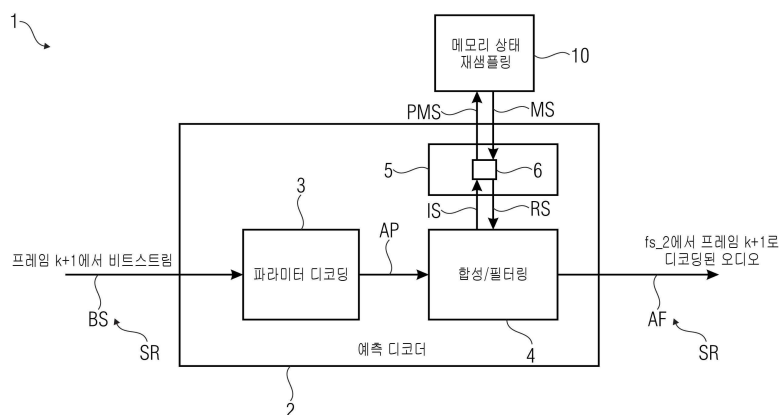 1
메모리 상태
재샘플링
10
PMS
MS
5
6
3
IS
RS
프레임 k+1에서 비트스트림
파라미터 디코딩
AP
합성/필터링
fs_2에서 프레임 k+1로
디코딩된 오디오
BS
SR
AF
SR
예측 디코더
4
2